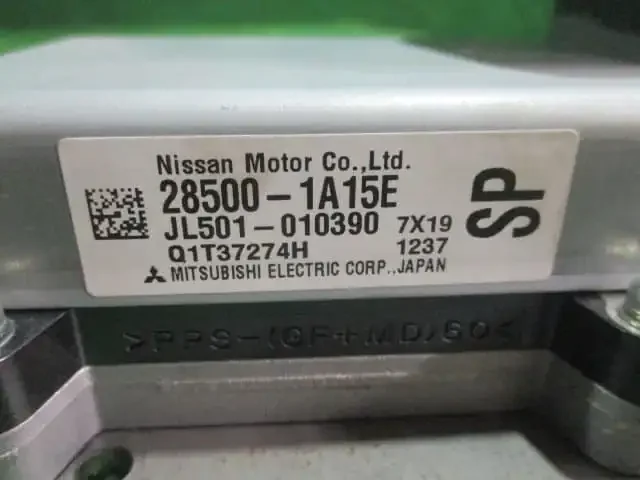 Nissan Motor Co.,Ltd.
28500-1A15E
JL501-010390 7X19
Q1T37274H 1237
MITSUBISHI ELECTRIC CORP.,JAPAN
SP
>PPS-(GF+MD)60<